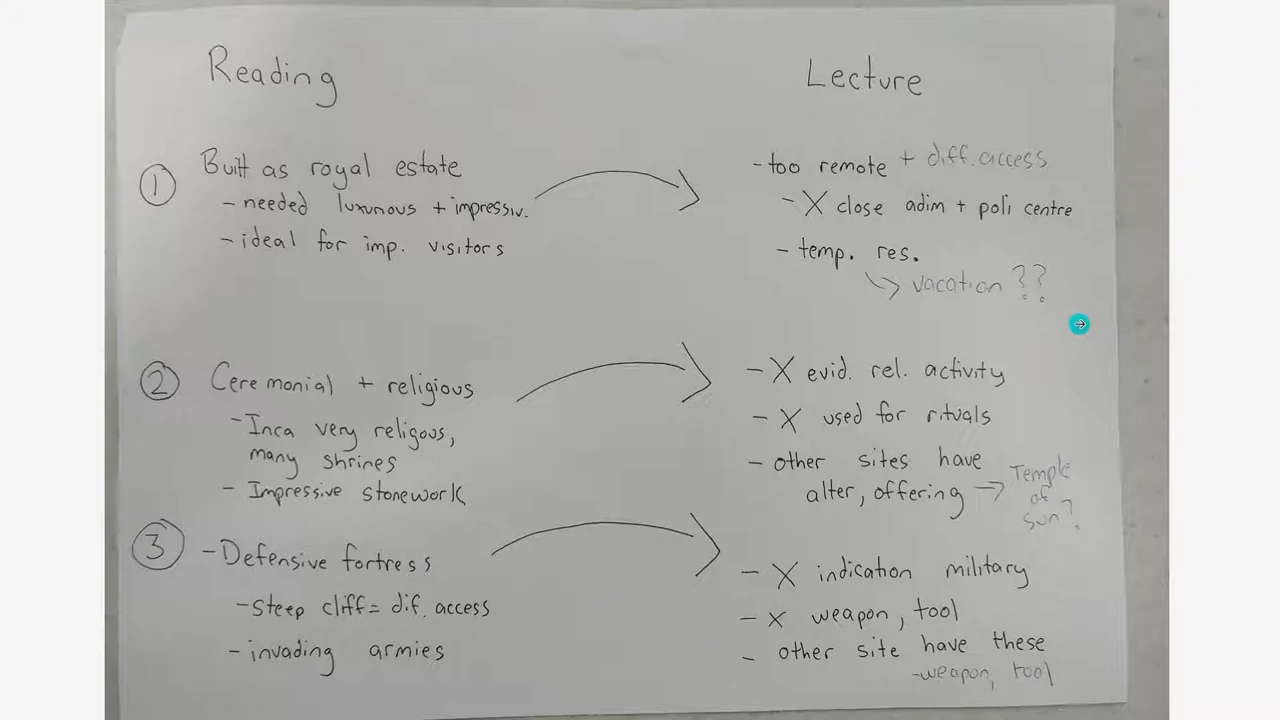 Reading
Lecture
1 Built as royal estate
- needed luxurious + impressiv.
- ideal for imp. visitors
- too remote + diff. access
- X close adim + poli centre
- temp. res.
↳ vacation ??
2 Ceremonial + religious
- Inca very religous,
many shrines
- Impressive stonework
- X evid. rel. activity
- X used for rituals
- other sites have
alter, offering → Temple
of
sun?
3 - Defensive fortress
- steep cliff = dif. access
- invading armies
- X indication military
- X weapon, tool
- other site have these
- weapon, tool